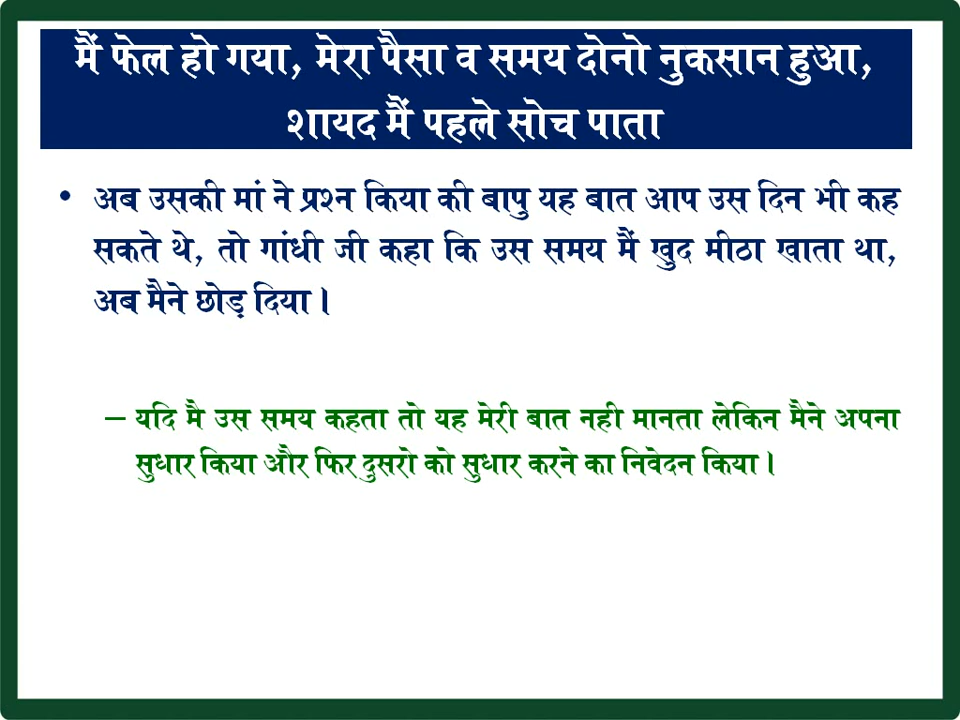 मैं फेल हो गया, मेरा पैसा व समय दोनो नुकसान हुआ,
शायद मैं पहले सोच पाता
• अब उसकी मां ने प्रश्न किया की बापु यह बात आप उस दिन भी कह
सकते थे, तो गांधी जी कहा कि उस समय मैं खुद मीठा खाता था,
अब मैने छोड़ दिया।
– यदि मै उस समय कहता तो यह मेरी बात नही मानता लेकिन मैने अपना
सुधार किया और फिर दुसरो को सुधार करने का निवेदन किया।